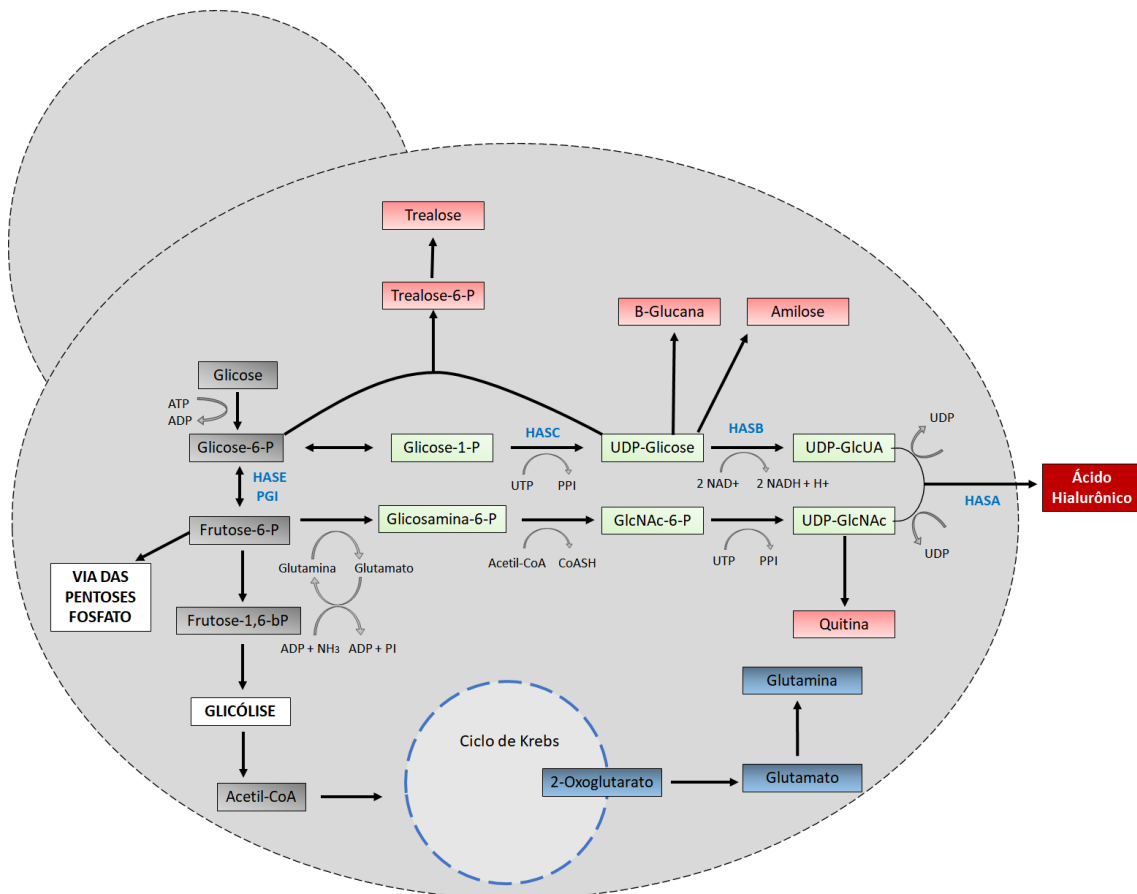 Trealose
Trealose-6-P
B-Glucana
Amilose
Glicose
ATP
ADP
Glicose-6-P
Glicose-1-P
HASC
UTP
PPI
UDP-Glicose
HASB
2 NAD+
2 NADH + H+
UDP-GlcUA
UDP
HASE
PGI
Ácido
Hialurônico
HASA
Frutose-6-P
Glicosamina-6-P
GlcNAc-6-P
UDP-GlcNAc
Glutamina
Glutamato
Acetil-CoA
CoASH
UTP
PPI
UDP
VIA DAS
PENTOSES
FOSFATO
Frutose-1,6-bP
ADP + NH3
ADP + PI
Quitina
GLICÓLISE
Glutamina
Ciclo de Krebs
2-Oxoglutarato
Glutamato
Acetil-CoA